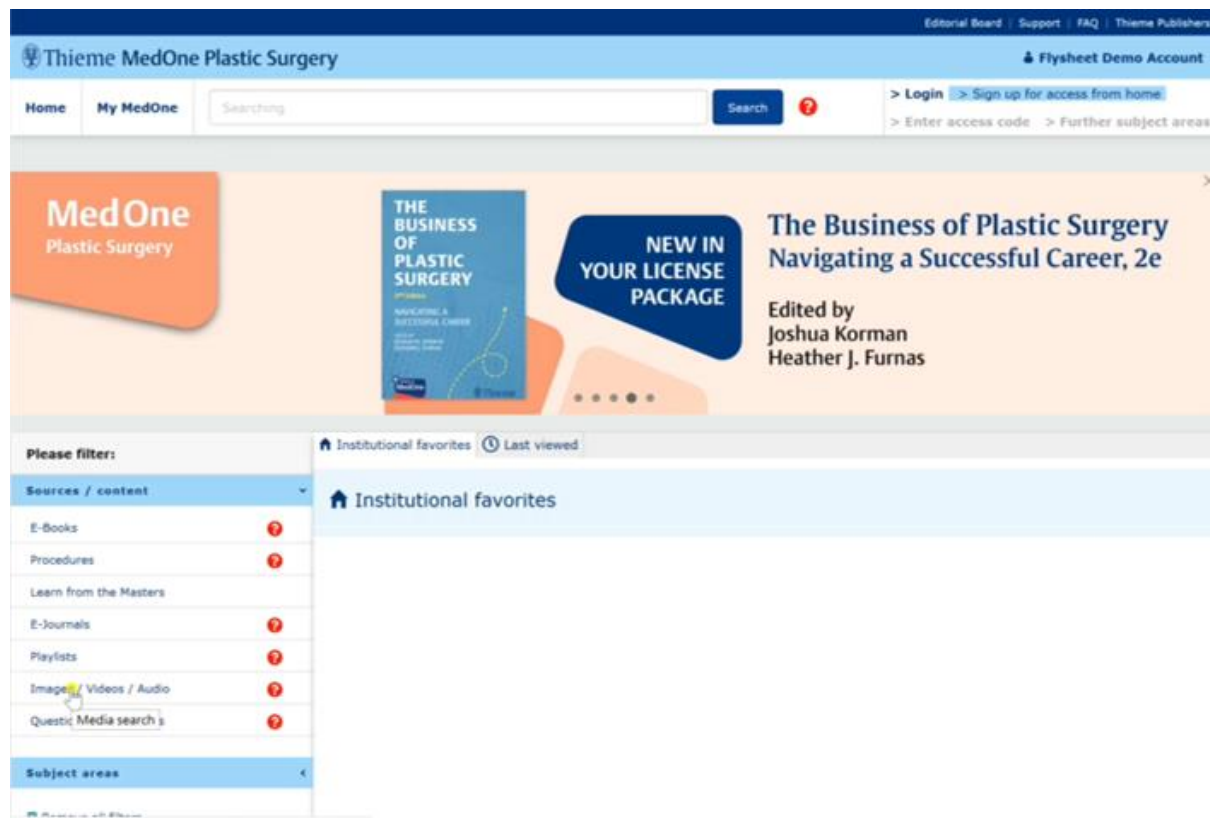 Editorial Board | Support | FAQ | Thieme Publishers
Thieme MedOne Plastic Surgery
Flysheet Demo Account
Home My MedOne Searching Search ? > Login > Sign up for access from home
> Enter access code > Further subject areas
MedOne
Plastic Surgery
THE
BUSINESS
OF
PLASTIC
SURGERY
NAVIGATING A
SUCCESSFUL CAREER
MedOne Thieme
NEW IN
YOUR LICENSE
PACKAGE
The Business of Plastic Surgery
Navigating a Successful Career, 2e
Edited by
Joshua Korman
Heather J. Furnas
Please filter:
Institutional favorites Last viewed
Sources / content
Institutional favorites
E-Books ?
Procedures ?
Learn from the Masters
E-Journals ?
Playlists ?
Images / Videos / Audio ?
Media search ?
Subject areas